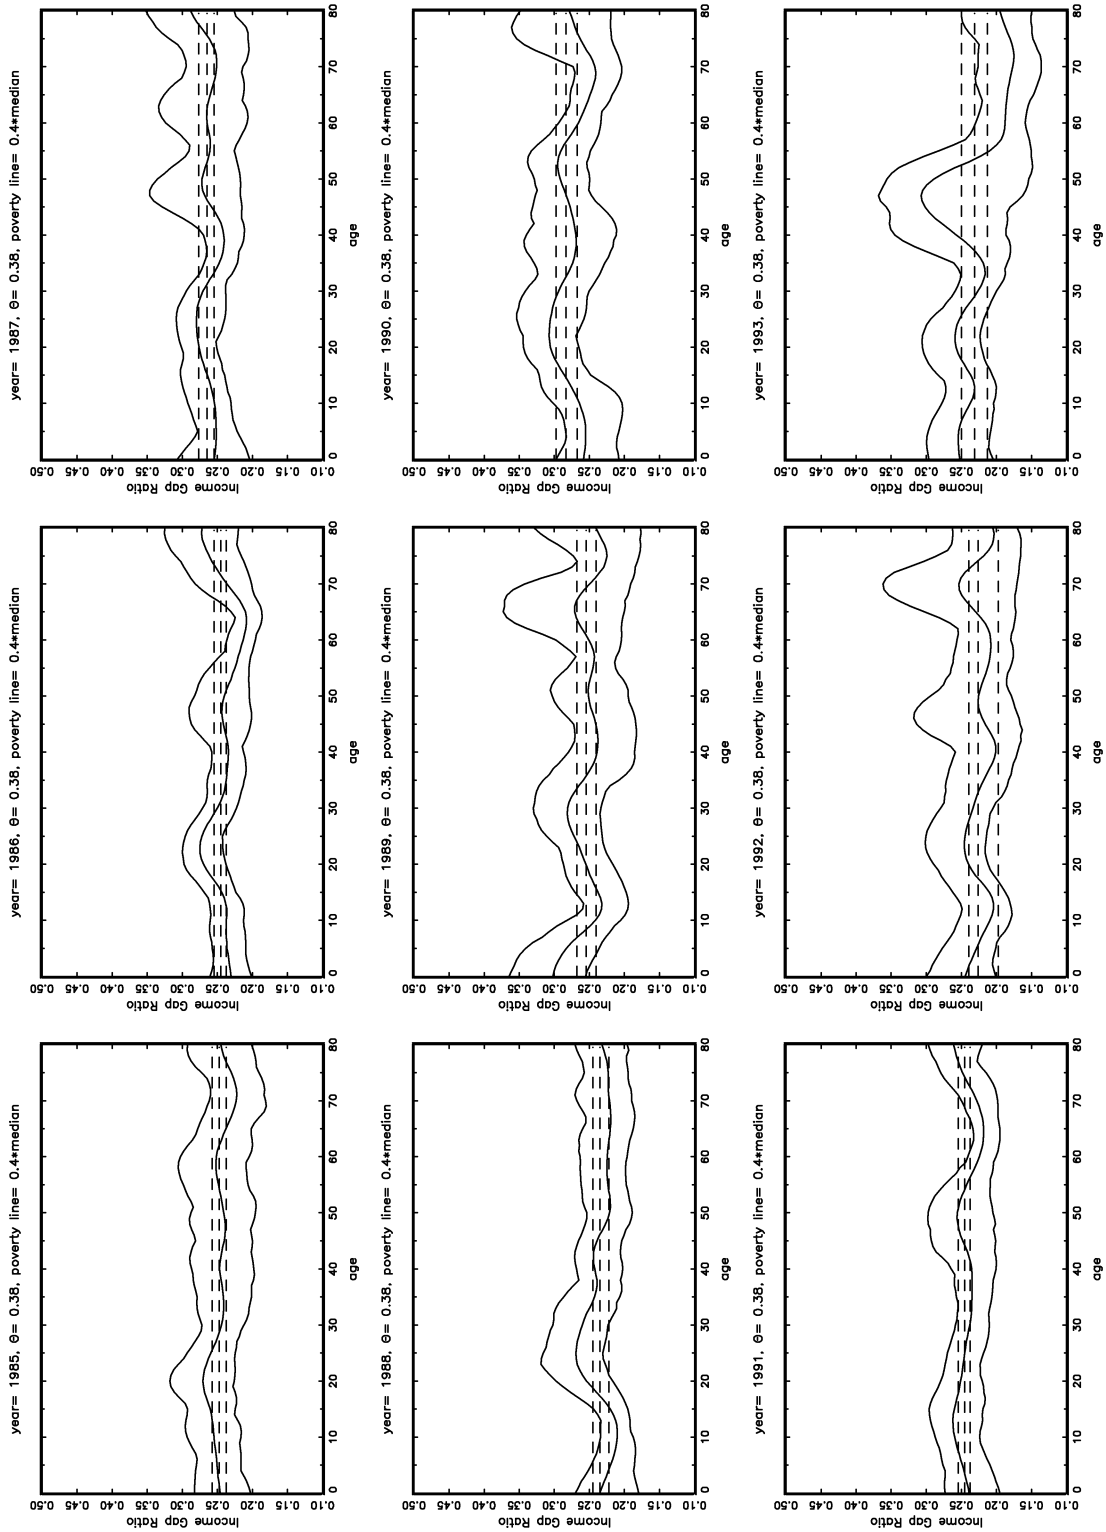 year= 1985, Θ= 0.38, poverty line= 0.4*median
Income Gap Ratio
0.50
0.45
0.40
0.35
0.30
0.25
0.20
0.15
0.10
0 10 20 30 40 50 60 70 80
age
year= 1986, Θ= 0.38, poverty line= 0.4*median
Income Gap Ratio
0.50
0.45
0.40
0.35
0.30
0.25
0.20
0.15
0.10
0 10 20 30 40 50 60 70 80
age
year= 1987, Θ= 0.38, poverty line= 0.4*median
Income Gap Ratio
0.50
0.45
0.40
0.35
0.30
0.25
0.20
0.15
0.10
0 10 20 30 40 50 60 70 80
age
year= 1988, Θ= 0.38, poverty line= 0.4*median
Income Gap Ratio
0.50
0.45
0.40
0.35
0.30
0.25
0.20
0.15
0.10
0 10 20 30 40 50 60 70 80
age
year= 1989, Θ= 0.38, poverty line= 0.4*median
Income Gap Ratio
0.50
0.45
0.40
0.35
0.30
0.25
0.20
0.15
0.10
0 10 20 30 40 50 60 70 80
age
year= 1990, Θ= 0.38, poverty line= 0.4*median
Income Gap Ratio
0.50
0.45
0.40
0.35
0.30
0.25
0.20
0.15
0.10
0 10 20 30 40 50 60 70 80
age
year= 1991, Θ= 0.38, poverty line= 0.4*median
Income Gap Ratio
0.50
0.45
0.40
0.35
0.30
0.25
0.20
0.15
0.10
0 10 20 30 40 50 60 70 80
age
year= 1992, Θ= 0.38, poverty line= 0.4*median
Income Gap Ratio
0.50
0.45
0.40
0.35
0.30
0.25
0.20
0.15
0.10
0 10 20 30 40 50 60 70 80
age
year= 1993, Θ= 0.38, poverty line= 0.4*median
Income Gap Ratio
0.50
0.45
0.40
0.35
0.30
0.25
0.20
0.15
0.10
0 10 20 30 40 50 60 70 80
age